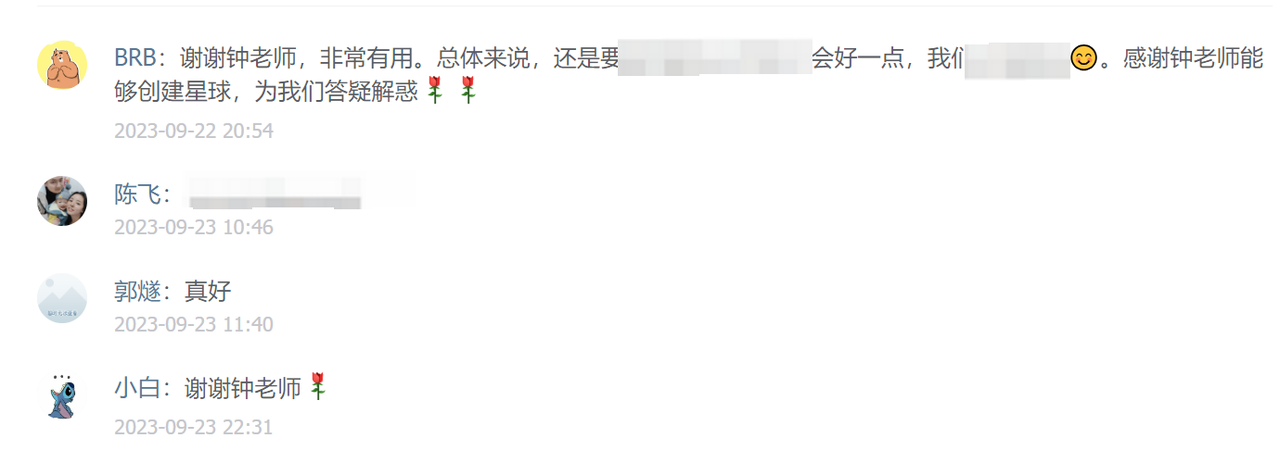 BRB：谢谢钟老师，非常有用。总体来说，还是要会好一点，我们😊。感谢钟老师能
够创建星球，为我们答疑解惑🌹🌹
2023-09-22 20:54
陈飞：
2023-09-23 10:46
郭燧：真好
2023-09-23 11:40
小白：谢谢钟老师🌹
2023-09-23 22:31